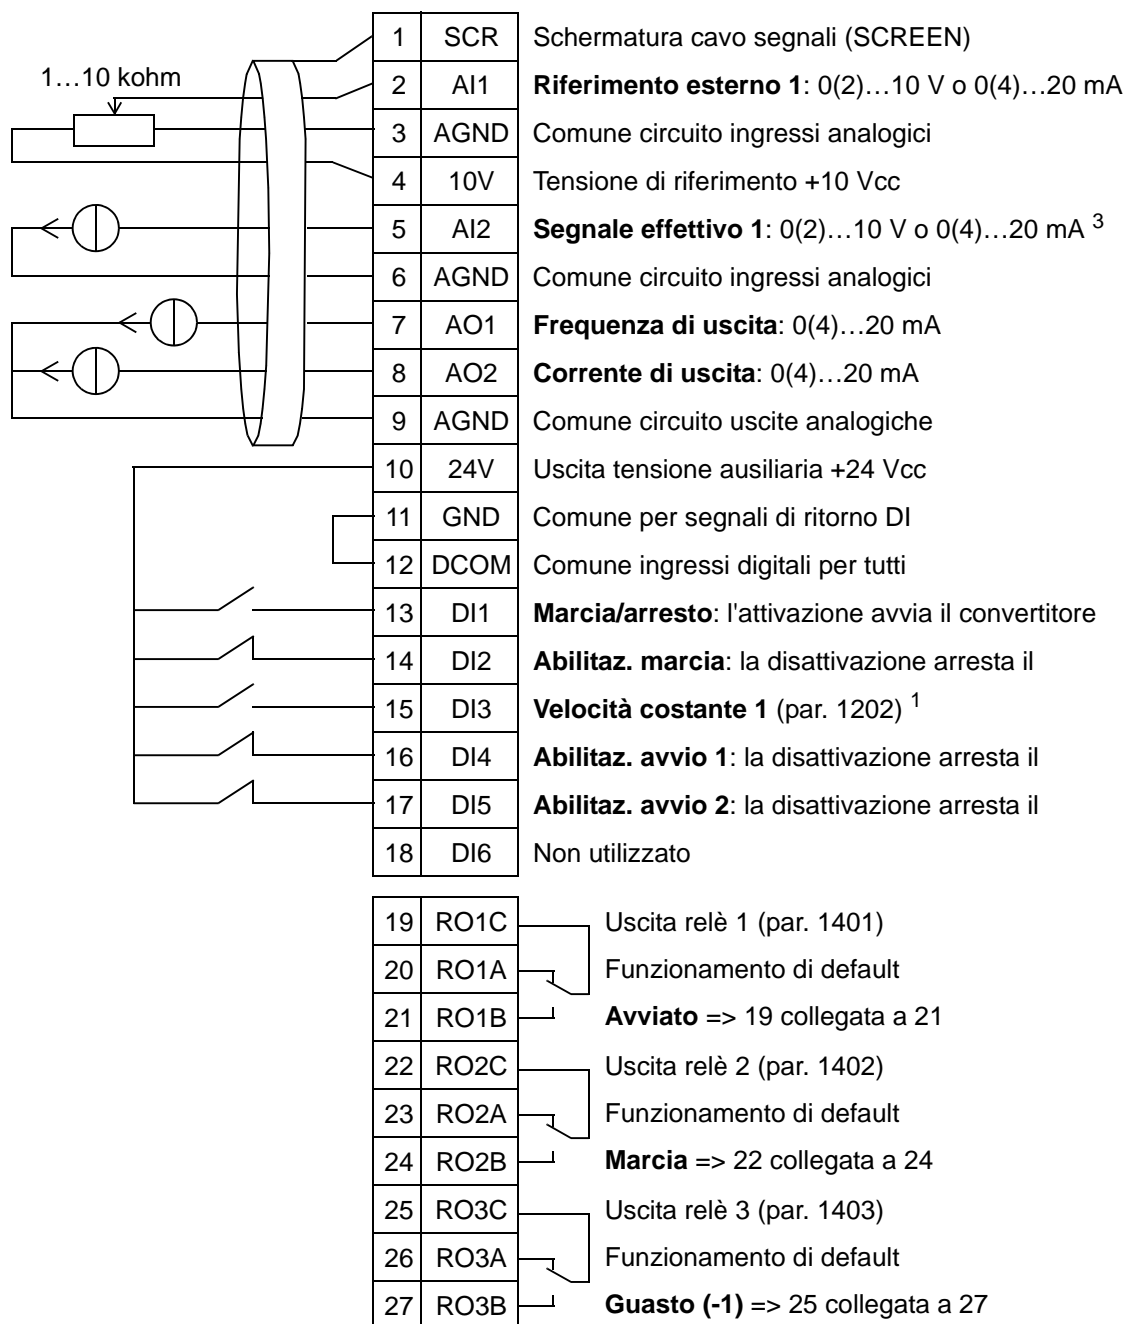 1 SCR Schermatura cavo segnali (SCREEN)
1…10 kohm
2 AI1 Riferimento esterno 1: 0(2)…10 V o 0(4)…20 mA
3 AGND Comune circuito ingressi analogici
4 10V Tensione di riferimento +10 Vcc
5 AI2 Segnale effettivo 1: 0(2)…10 V o 0(4)…20 mA 3
6 AGND Comune circuito ingressi analogici
7 AO1 Frequenza di uscita: 0(4)…20 mA
8 AO2 Corrente di uscita: 0(4)…20 mA
9 AGND Comune circuito uscite analogiche
10 24V Uscita tensione ausiliaria +24 Vcc
11 GND Comune per segnali di ritorno DI
12 DCOM Comune ingressi digitali per tutti
13 DI1 Marcia/arresto: l'attivazione avvia il convertitore
14 DI2 Abilitaz. marcia: la disattivazione arresta il
15 DI3 Velocità costante 1 (par. 1202) 1
16 DI4 Abilitaz. avvio 1: la disattivazione arresta il
17 DI5 Abilitaz. avvio 2: la disattivazione arresta il
18 DI6 Non utilizzato
19 RO1C Uscita relè 1 (par. 1401)
20 RO1A Funzionamento di default
21 RO1B Avviato => 19 collegata a 21
22 RO2C Uscita relè 2 (par. 1402)
23 RO2A Funzionamento di default
24 RO2B Marcia => 22 collegata a 24
25 RO3C Uscita relè 3 (par. 1403)
26 RO3A Funzionamento di default
27 RO3B Guasto (-1) => 25 collegata a 27